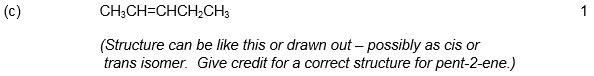 (c) CH₃CH=CHCH₂CH₃ 1
(Structure can be like this or drawn out – possibly as cis or
trans isomer. Give credit for a correct structure for pent-2-ene.)